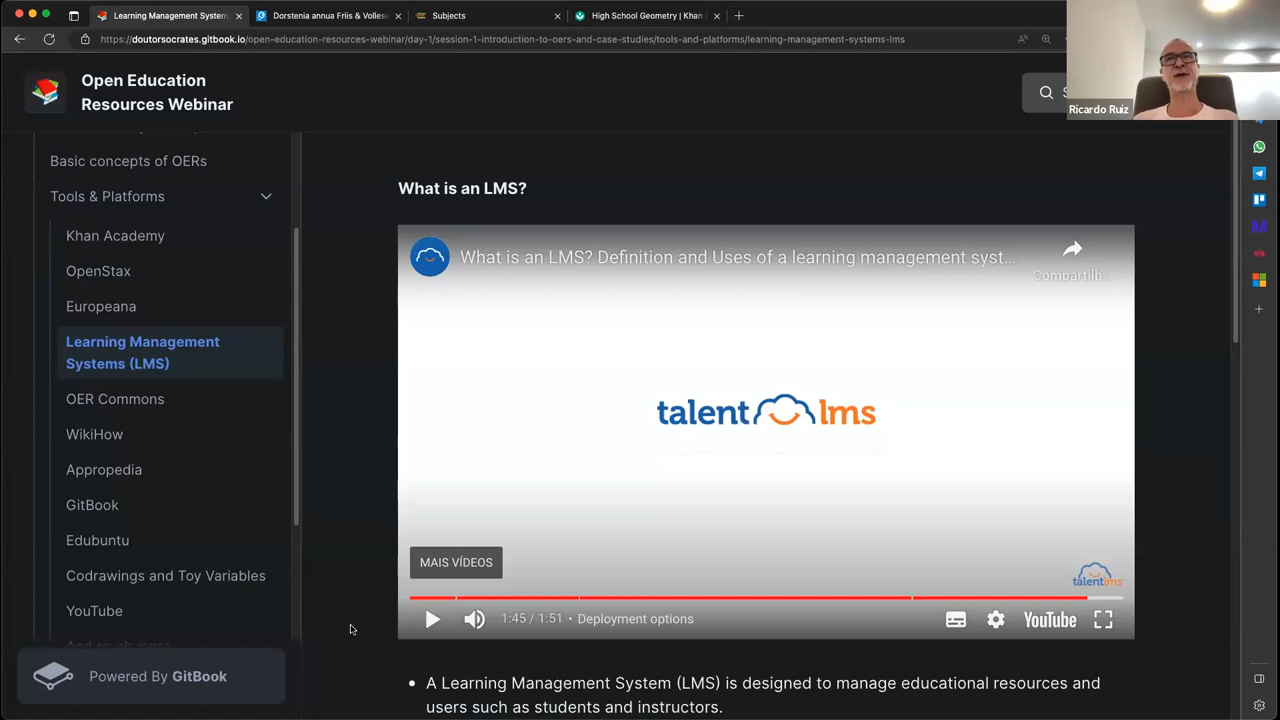 Learning Management System
Dorstenia annua Friis & Vollese
Subjects
High School Geometry | Khan A
https://doutorsocrates.gitbook.io/open-education-resources-webinar/day-1/session-1-introduction-to-oers-and-case-studies/tools-and-platforms/learning-management-systems-lms
Open Education
Resources Webinar
Ricardo Ruiz
Basic concepts of OERs
Tools & Platforms
Khan Academy
OpenStax
Europeana
Learning Management
Systems (LMS)
OER Commons
WikiHow
Appropedia
GitBook
Edubuntu
Codrawings and Toy Variables
YouTube
And much more
Powered By GitBook
What is an LMS?
What is an LMS? Definition and Uses of a learning management syst...
Compartilh...
talent lms
MAIS VÍDEOS
talentlms
1:45 / 1:51 • Deployment options
YouTube
• A Learning Management System (LMS) is designed to manage educational resources and
users such as students and instructors.